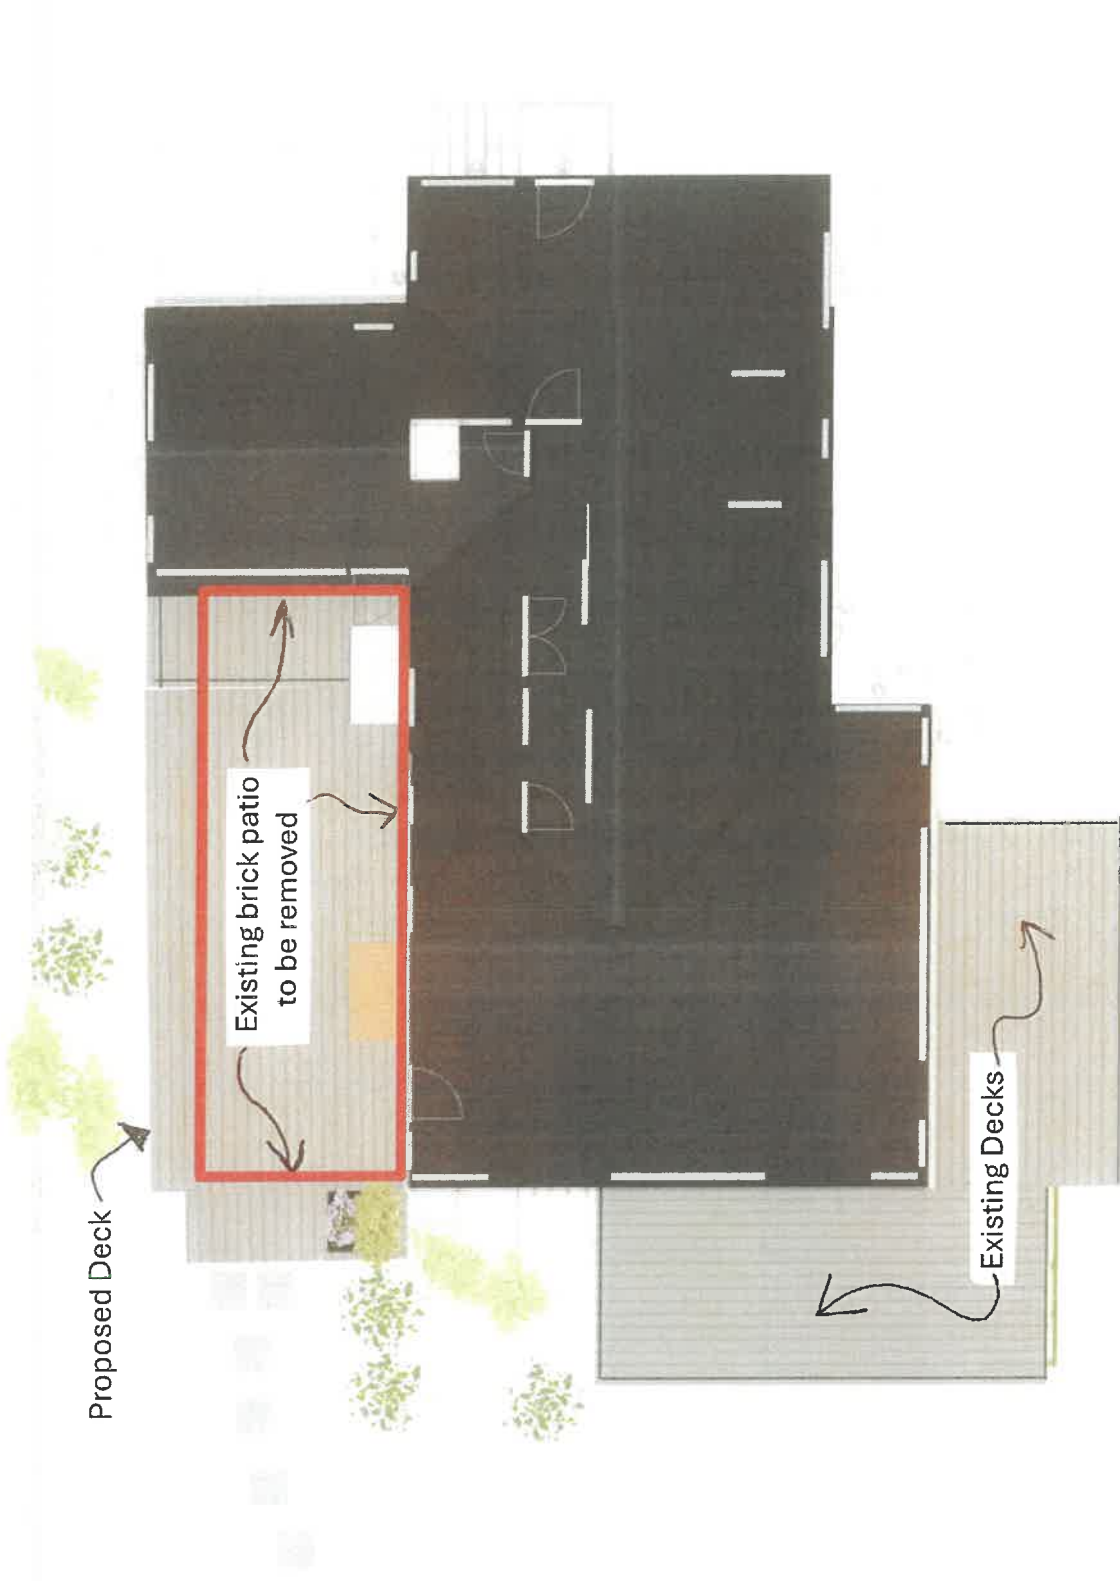 Proposed Deck
Existing brick patio
to be removed
Existing Decks